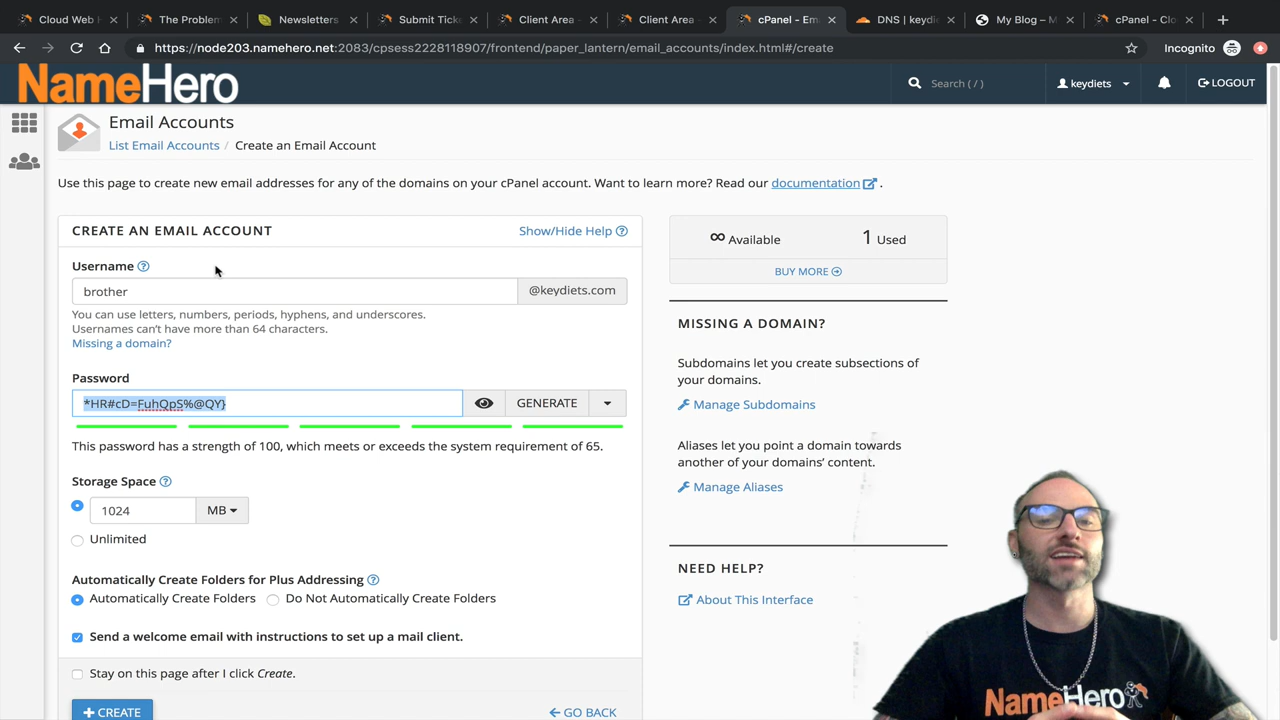 Cloud Web H
The Problem
Newsletters
Submit Ticke
Client Area -
Client Area -
cPanel - Ema
DNS | keydie
My Blog – M
cPanel - Clo
https://node203.namehero.net:2083/cpsess2228118907/frontend/paper_lantern/email_accounts/index.html#/create
Incognito
NameHero
Search ( / )
keydiets
LOGOUT
Email Accounts
List Email Accounts / Create an Email Account
Use this page to create new email addresses for any of the domains on your cPanel account. Want to learn more? Read our documentation .
CREATE AN EMAIL ACCOUNT
Show/Hide Help
Username
brother
@keydiets.com
You can use letters, numbers, periods, hyphens, and underscores.
Usernames can't have more than 64 characters.
Missing a domain?
Password
*HR#cD=FuhQpS%@QY}
GENERATE
This password has a strength of 100, which meets or exceeds the system requirement of 65.
Storage Space
1024
MB
Unlimited
Automatically Create Folders for Plus Addressing
Automatically Create Folders
Do Not Automatically Create Folders
Send a welcome email with instructions to set up a mail client.
Stay on this page after I click Create.
+ CREATE
GO BACK
∞ Available
1 Used
BUY MORE
MISSING A DOMAIN?
Subdomains let you create subsections of
your domains.
Manage Subdomains
Aliases let you point a domain towards
another of your domains' content.
Manage Aliases
NEED HELP?
About This Interface
NameHero